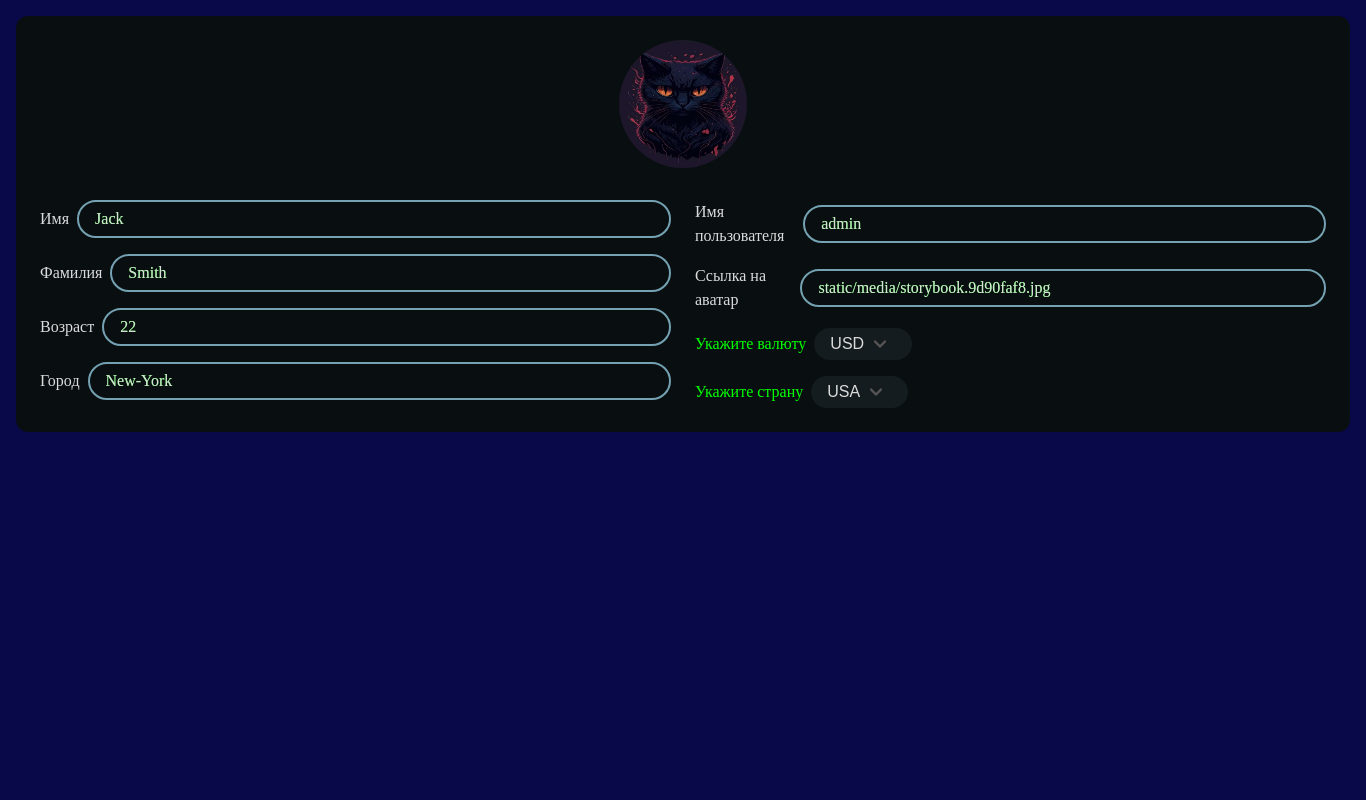 Имя
Jack
Фамилия
Smith
Возраст
22
Город
New-York
Имя
пользователя
admin
Ссылка на
аватар
static/media/storybook.9d90faf8.jpg
Укажите валюту
USD
Укажите страну
USA